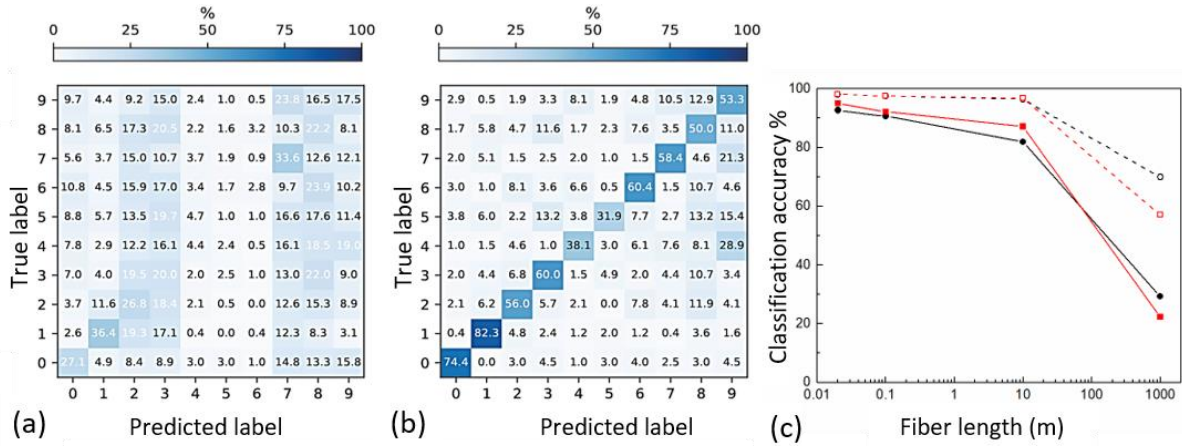 %
0 25 50 75 100
9 9.7 4.4 9.2 15.0 2.4 1.0 0.5 23.8 16.5 17.5
8 8.1 6.5 17.3 20.5 2.2 1.6 3.2 10.3 22.2 8.1
7 5.6 3.7 15.0 10.7 3.7 1.9 0.9 33.6 12.6 12.1
6 10.8 4.5 15.9 17.0 3.4 1.7 2.8 9.7 23.9 10.2
5 8.8 5.7 13.5 19.7 4.7 1.0 1.0 16.6 17.6 11.4
4 7.8 2.9 12.2 16.1 4.4 2.4 0.5 16.1 18.5 19.0
3 7.0 4.0 19.5 20.0 2.0 2.5 1.0 13.0 22.0 9.0
2 3.7 11.6 26.8 18.4 2.1 0.5 0.0 12.6 15.3 8.9
1 2.6 36.4 19.3 17.1 0.4 0.0 0.4 12.3 8.3 3.1
0 27.1 4.9 8.4 8.9 3.0 3.0 1.0 14.8 13.3 15.8
0 1 2 3 4 5 6 7 8 9
True label
(a) Predicted label
%
0 25 50 75 100
9 2.9 0.5 1.9 3.3 8.1 1.9 4.8 10.5 12.9 53.3
8 1.7 5.8 4.7 11.6 1.7 2.3 7.6 3.5 50.0 11.0
7 2.0 5.1 1.5 2.5 2.0 1.0 1.5 58.4 4.6 21.3
6 3.0 1.0 8.1 3.6 6.6 0.5 60.4 1.5 10.7 4.6
5 3.8 6.0 2.2 13.2 3.8 31.9 7.7 2.7 13.2 15.4
4 1.0 1.5 4.6 1.0 38.1 3.0 6.1 7.6 8.1 28.9
3 2.0 4.4 6.8 60.0 1.5 4.9 2.0 4.4 10.7 3.4
2 2.1 6.2 56.0 5.7 2.1 0.0 7.8 4.1 11.9 4.1
1 0.4 82.3 4.8 2.4 1.2 2.0 1.2 0.4 3.6 1.6
0 74.4 0.0 3.0 4.5 1.0 3.0 4.0 2.5 3.0 4.5
0 1 2 3 4 5 6 7 8 9
True label
(b) Predicted label
100
80
60
40
20
0
0.01 0.1 1 10 100 1000
Classification accuracy %
(c) Fiber length (m)